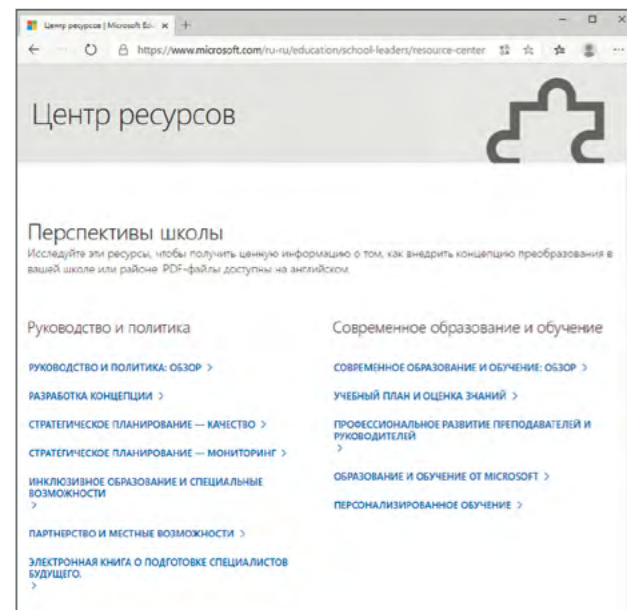 Центр ресурсов | Microsoft Edu
https://www.microsoft.com/ru-ru/education/school-leaders/resource-center
Центр ресурсов
Перспективы школы
Исследуйте эти ресурсы, чтобы получить ценную информацию о том, как внедрить концепцию преобразования в
вашей школе или районе. PDF-файлы доступны на английском.
Руководство и политика
РУКОВОДСТВО И ПОЛИТИКА: ОБЗОР >
РАЗРАБОТКА КОНЦЕПЦИИ >
СТРАТЕГИЧЕСКОЕ ПЛАНИРОВАНИЕ — КАЧЕСТВО >
СТРАТЕГИЧЕСКОЕ ПЛАНИРОВАНИЕ — МОНИТОРИНГ >
ИНКЛЮЗИВНОЕ ОБРАЗОВАНИЕ И СПЕЦИАЛЬНЫЕ
ВОЗМОЖНОСТИ
>
ПАРТНЕРСТВО И МЕСТНЫЕ ВОЗМОЖНОСТИ >
ЭЛЕКТРОННАЯ КНИГА О ПОДГОТОВКЕ СПЕЦИАЛИСТОВ
БУДУЩЕГО.
>
Современное образование и обучение
СОВРЕМЕННОЕ ОБРАЗОВАНИЕ И ОБУЧЕНИЕ: ОБЗОР >
УЧЕБНЫЙ ПЛАН И ОЦЕНКА ЗНАНИЙ >
ПРОФЕССИОНАЛЬНОЕ РАЗВИТИЕ ПРЕПОДАВАТЕЛЕЙ И
РУКОВОДИТЕЛЕЙ
>
ОБРАЗОВАНИЕ И ОБУЧЕНИЕ ОТ MICROSOFT >
ПЕРСОНАЛИЗИРОВАННОЕ ОБУЧЕНИЕ >